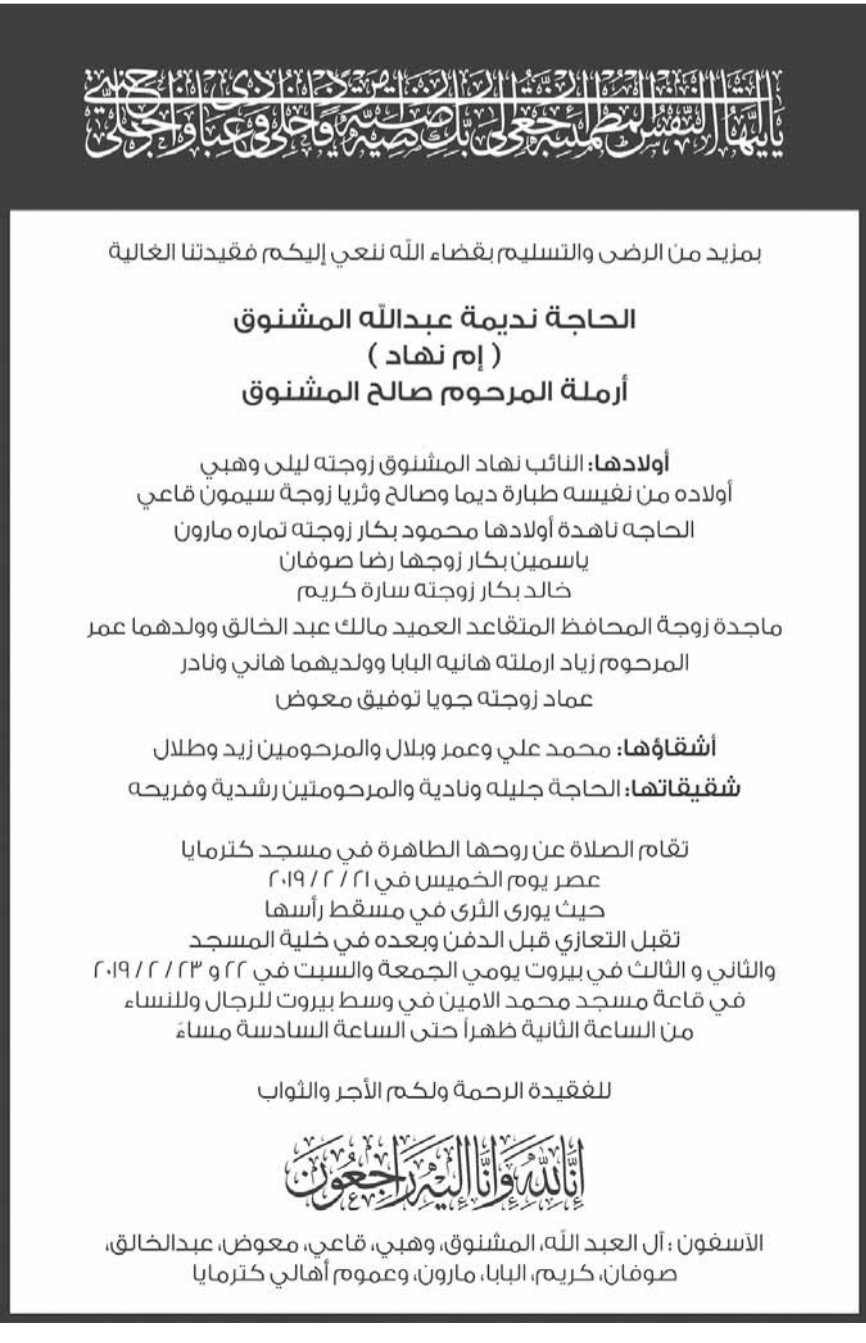 يا أيتها النفس المطمئنة ارجعي إلى ربك راضية مرضية فادخلي في عبادي وادخلي جنتي
بمزيد من الرضى والتسليم بقضاء الله ننعي إليكم فقيدتنا الغالية
الحاجة نديمة عبدالله المشنوق
( إم نهاد )
أرملة المرحوم صالح المشنوق
أولادها: النائب نهاد المشنوق زوجته ليلى وهبي
أولاده من نفيسه طبارة ديما وصالح وثريا زوجة سيمون قاعي
الحاجه ناهدة أولادها محمود بكار زوجته تماره مارون
ياسمين بكار زوجها رضا صوفان
خالد بكار زوجته سارة كريم
ماجدة زوجة المحافظ المتقاعد العميد مالك عبد الخالق وولدهما عمر
المرحوم زياد ارملته هانيه البابا وولديهما هاني ونادر
عماد زوجته جويا توفيق معوض
أشقاؤها: محمد علي وعمر وبلال والمرحومين زيد وطلال
شقيقاتها: الحاجة جليله ونادية والمرحومتين رشدية وفريحه
تقام الصلاة عن روحها الطاهرة في مسجد كترمايا
عصر يوم الخميس في ٢١ / ٢ / ٢٠١٩
حيث يورى الثرى في مسقط رأسها
تقبل التعازي قبل الدفن وبعده في خلية المسجد
والثاني و الثالث في بيروت يومي الجمعة والسبت في ٢٢ و ٢٣ / ٢ / ٢٠١٩
في قاعة مسجد محمد الامين في وسط بيروت للرجال وللنساء
من الساعة الثانية ظهراً حتى الساعة السادسة مساءً
للفقيدة الرحمة ولكم الأجر والثواب
إنا لله وإنا إليه راجعون
الآسفون : آل العبد الله، المشنوق، وهبي، قاعي، معوض، عبدالخالق،
صوفان، كريم، البابا، مارون، وعموم أهالي كترمايا